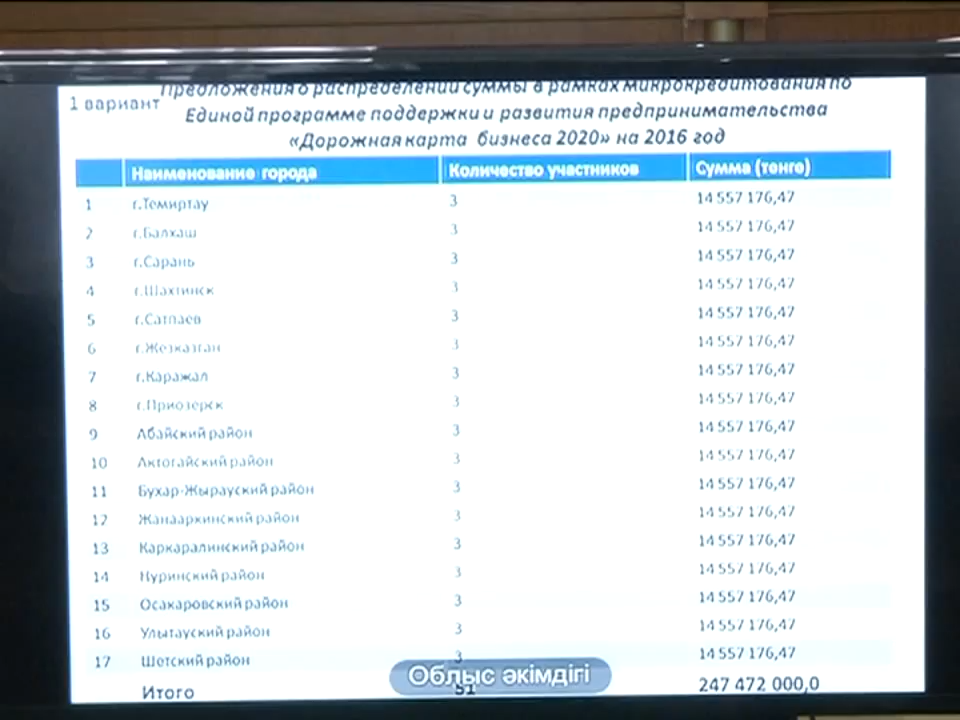 1 вариант
Предложения о распределении суммы в рамках микрокредитования по
Единой программе поддержки и развития предпринимательства
«Дорожная карта бизнеса 2020» на 2016 год
Наименование города Количество участников Сумма (тенге)
1 г.Темиртау 3 14 557 176,47
2 г.Балхаш 3 14 557 176,47
3 г.Сарань 3 14 557 176,47
4 г.Шахтинск 3 14 557 176,47
5 г.Сатпаев 3 14 557 176,47
6 г.Жезказган 3 14 557 176,47
7 г.Каражал 3 14 557 176,47
8 г.Приозерск 3 14 557 176,47
9 Абайский район 3 14 557 176,47
10 Актогайский район 3 14 557 176,47
11 Бухар-Жырауский район 3 14 557 176,47
12 Жанааркинский район 3 14 557 176,47
13 Каркаралинский район 3 14 557 176,47
14 Нуринский район 3 14 557 176,47
15 Осакаровский район 3 14 557 176,47
16 Улытауский район 3 14 557 176,47
17 Шетский район 3 14 557 176,47
Итого 51 247 472 000,0
Облыс әкімдігі